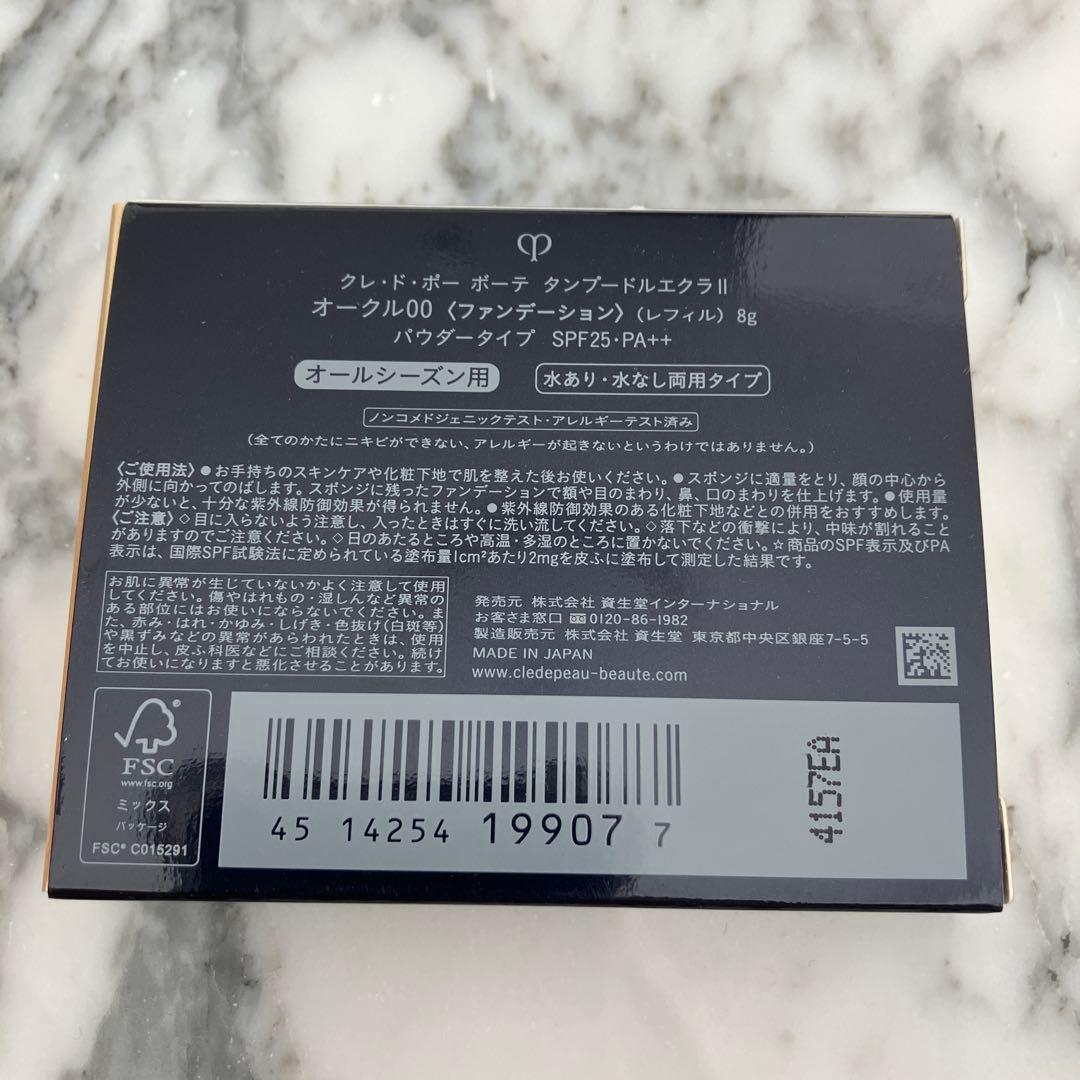 クレ・ド・ポー ボーテ タンプードルエクラⅡ
オークル00〈ファンデーション〉(レフィル) 8g
パウダータイプ SPF25・PA++
オールシーズン用
水あり・水なし両用タイプ
ノンコメドジェニックテスト・アレルギーテスト済み
(全てのかたにニキビができない、アレルギーが起きないというわけではありません。)
〈ご使用法〉●お手持ちのスキンケアや化粧下地で肌を整えた後お使いください。●スポンジに適量をとり、顔の中心から
外側に向かってのばします。スポンジに残ったファンデーションで額や目のまわり、鼻、口のまわりを仕上げます。●使用量
が少ないと、十分な紫外線防御効果が得られません。●紫外線防御効果のある化粧下地などとの併用をおすすめします。
〈ご注意〉◇目に入らないよう注意し、入ったときはすぐに洗い流してください。◇落下などの衝撃により、中味が割れること
がありますのでご注意ください。◇日のあたるところや高温・多湿のところに置かないでください。☆商品のSPF表示及びPA
表示は、国際SPF試験法に定められている塗布量1cm²あたり2mgを皮ふに塗布して測定した結果です。
お肌に異常が生じていないかよく注意して使用
してください。傷やはれもの・湿しんなど異常の
ある部位にはお使いにならないでください。ま
た、赤み・はれ・かゆみ・しげき・色抜け(白斑等)
や黒ずみなどの異常があらわれたときは、使用
を中止し、皮ふ科医などにご相談ください。続け
てお使いになりますと悪化することがあります。
発売元 株式会社 資生堂インターナショナル
お客さま窓口 0120-86-1982
製造販売元 株式会社 資生堂 東京都中央区銀座7-5-5
MADE IN JAPAN
www.cledepeau-beaute.com
FSC
www.fsc.org
ミックス
パッケージ
FSC® C015291
45 14254 19907 7
4157EA